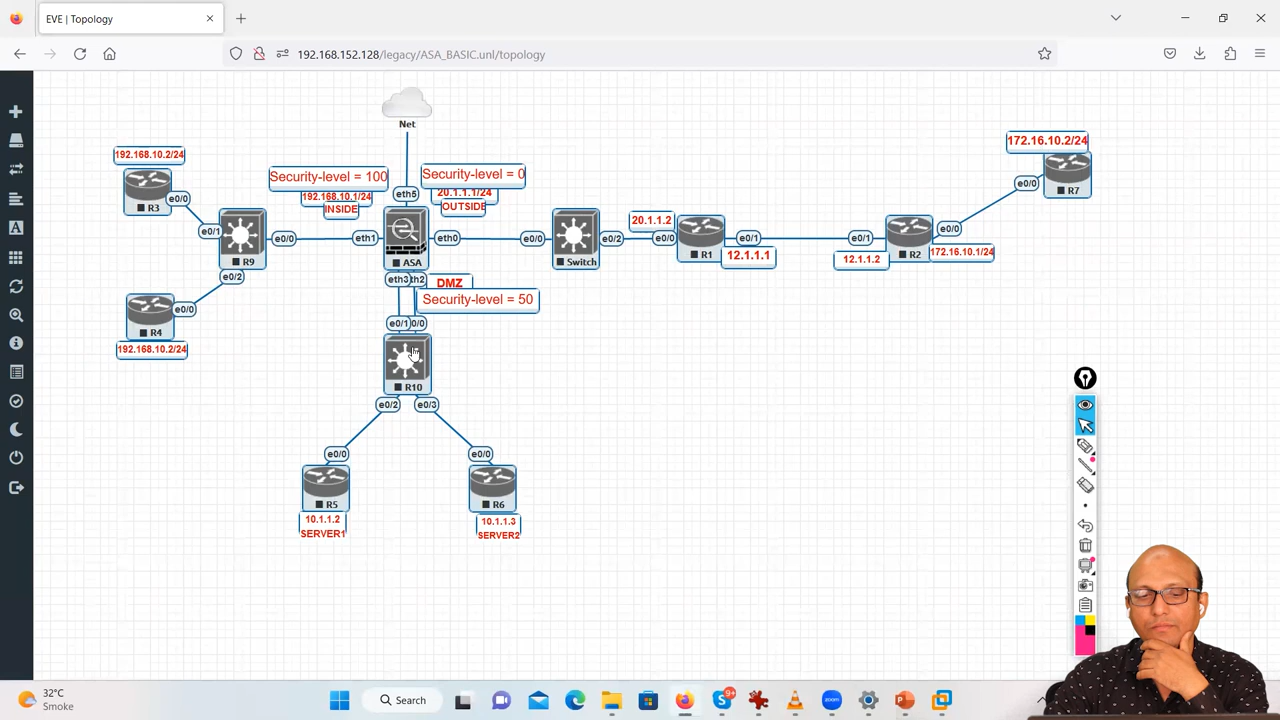 EVE | Topology
192.168.152.128/legacy/ASA_BASIC.unl/topology
Net
192.168.10.2/24
R3
e0/0
e0/1
R9
e0/0
e0/2
R4
e0/0
192.168.10.2/24
Security-level = 100
192.168.10.1/24
INSIDE
eth1
eth5
ASA
Security-level = 0
20.1.1.1/24
OUTSIDE
eth0
e0/0
Switch
e0/2
20.1.1.2
e0/0
R1
e0/1
12.1.1.1
e0/1
12.1.1.2
R2
e0/0
172.16.10.1/24
172.16.10.2/24
e0/0
R7
eth3
th2
DMZ
Security-level = 50
e0/1
0/0
R10
e0/2
e0/3
e0/0
R5
10.1.1.2
SERVER1
e0/0
R6
10.1.1.3
SERVER2
32°C
Smoke
Search
9+
zoom